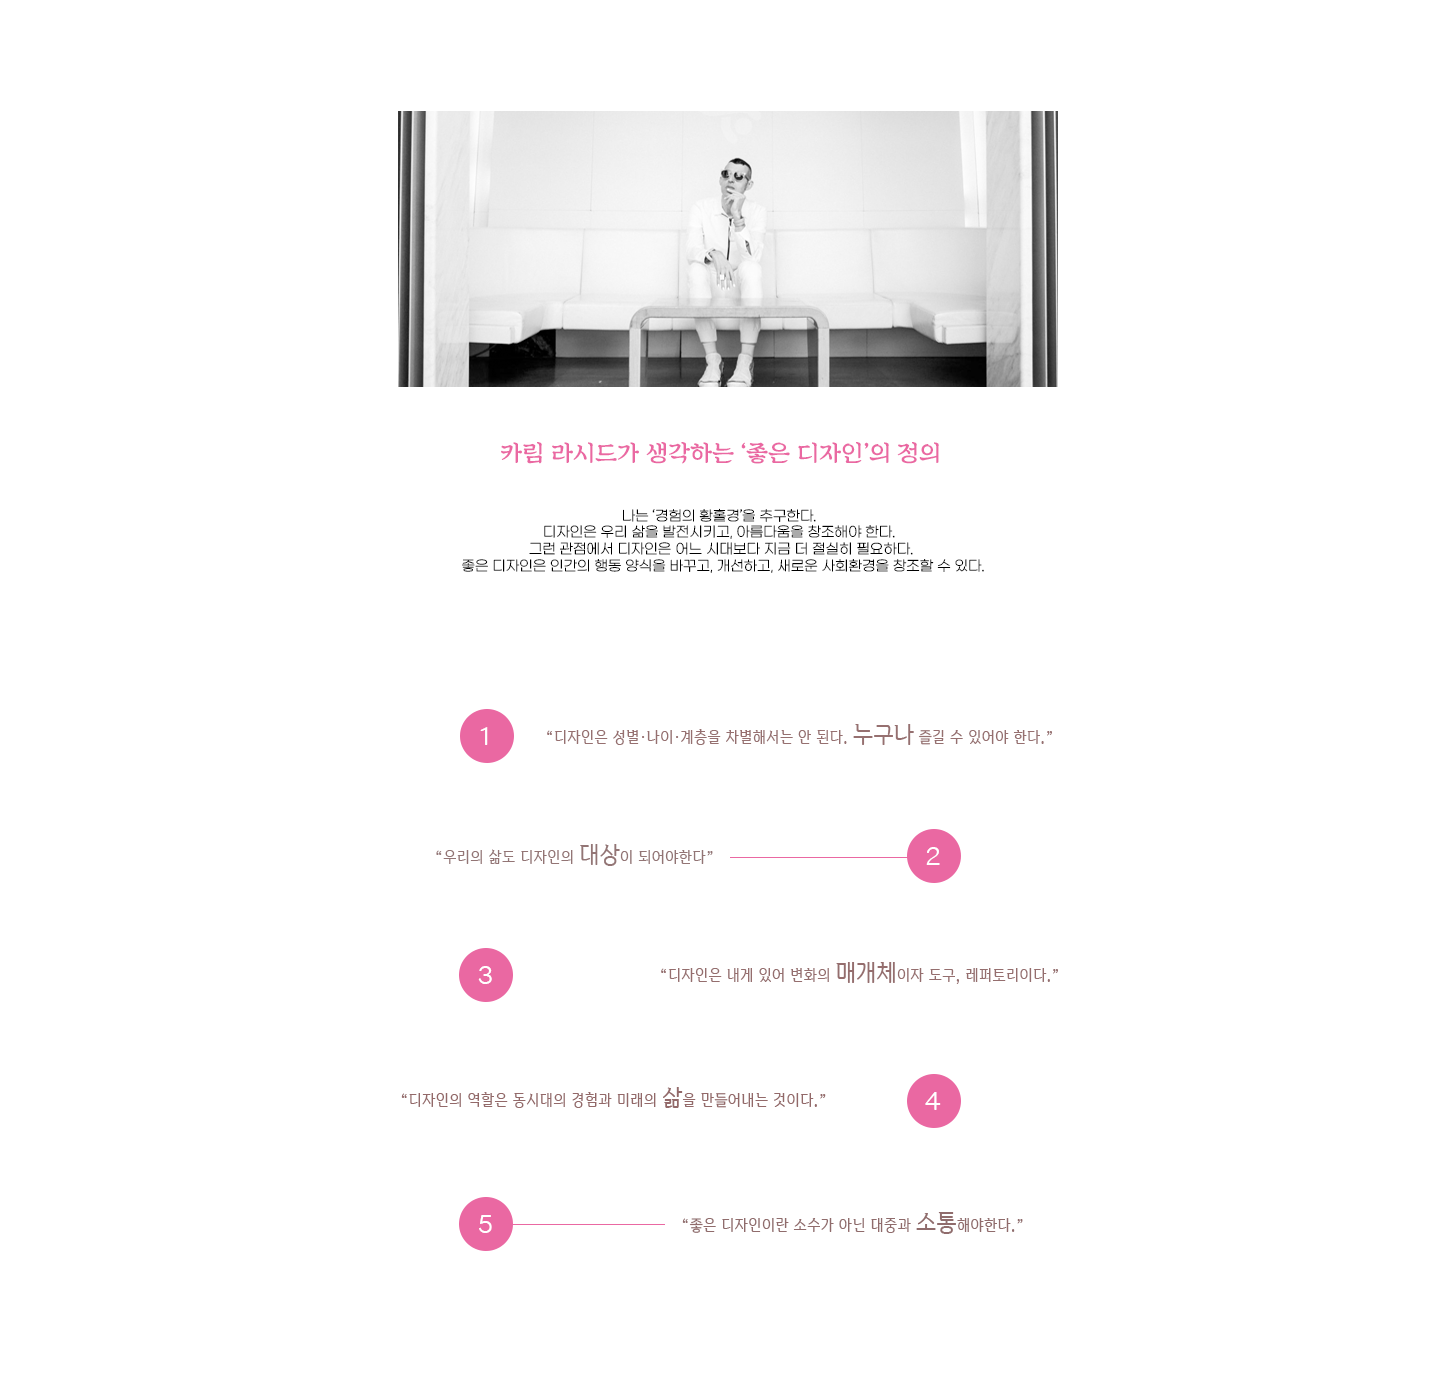 카림 라시드가 생각하는 ‘좋은 디자인’의 정의
나는 ‘경험의 황홀경’을 추구한다.
디자인은 우리 삶을 발전시키고, 아름다움을 창조해야 한다.
그런 관점에서 디자인은 어느 시대보다 지금 더 절실히 필요하다.
좋은 디자인은 인간의 행동 양식을 바꾸고, 개선하고, 새로운 사회환경을 창조할 수 있다.
1 “디자인은 성별·나이·계층을 차별해서는 안 된다. 누구나 즐길 수 있어야 한다.”
“우리의 삶도 디자인의 대상이 되어야한다” 2
3 “디자인은 내게 있어 변화의 매개체이자 도구, 레퍼토리이다.”
“디자인의 역할은 동시대의 경험과 미래의 삶을 만들어내는 것이다.” 4
5 “좋은 디자인이란 소수가 아닌 대중과 소통해야한다.”